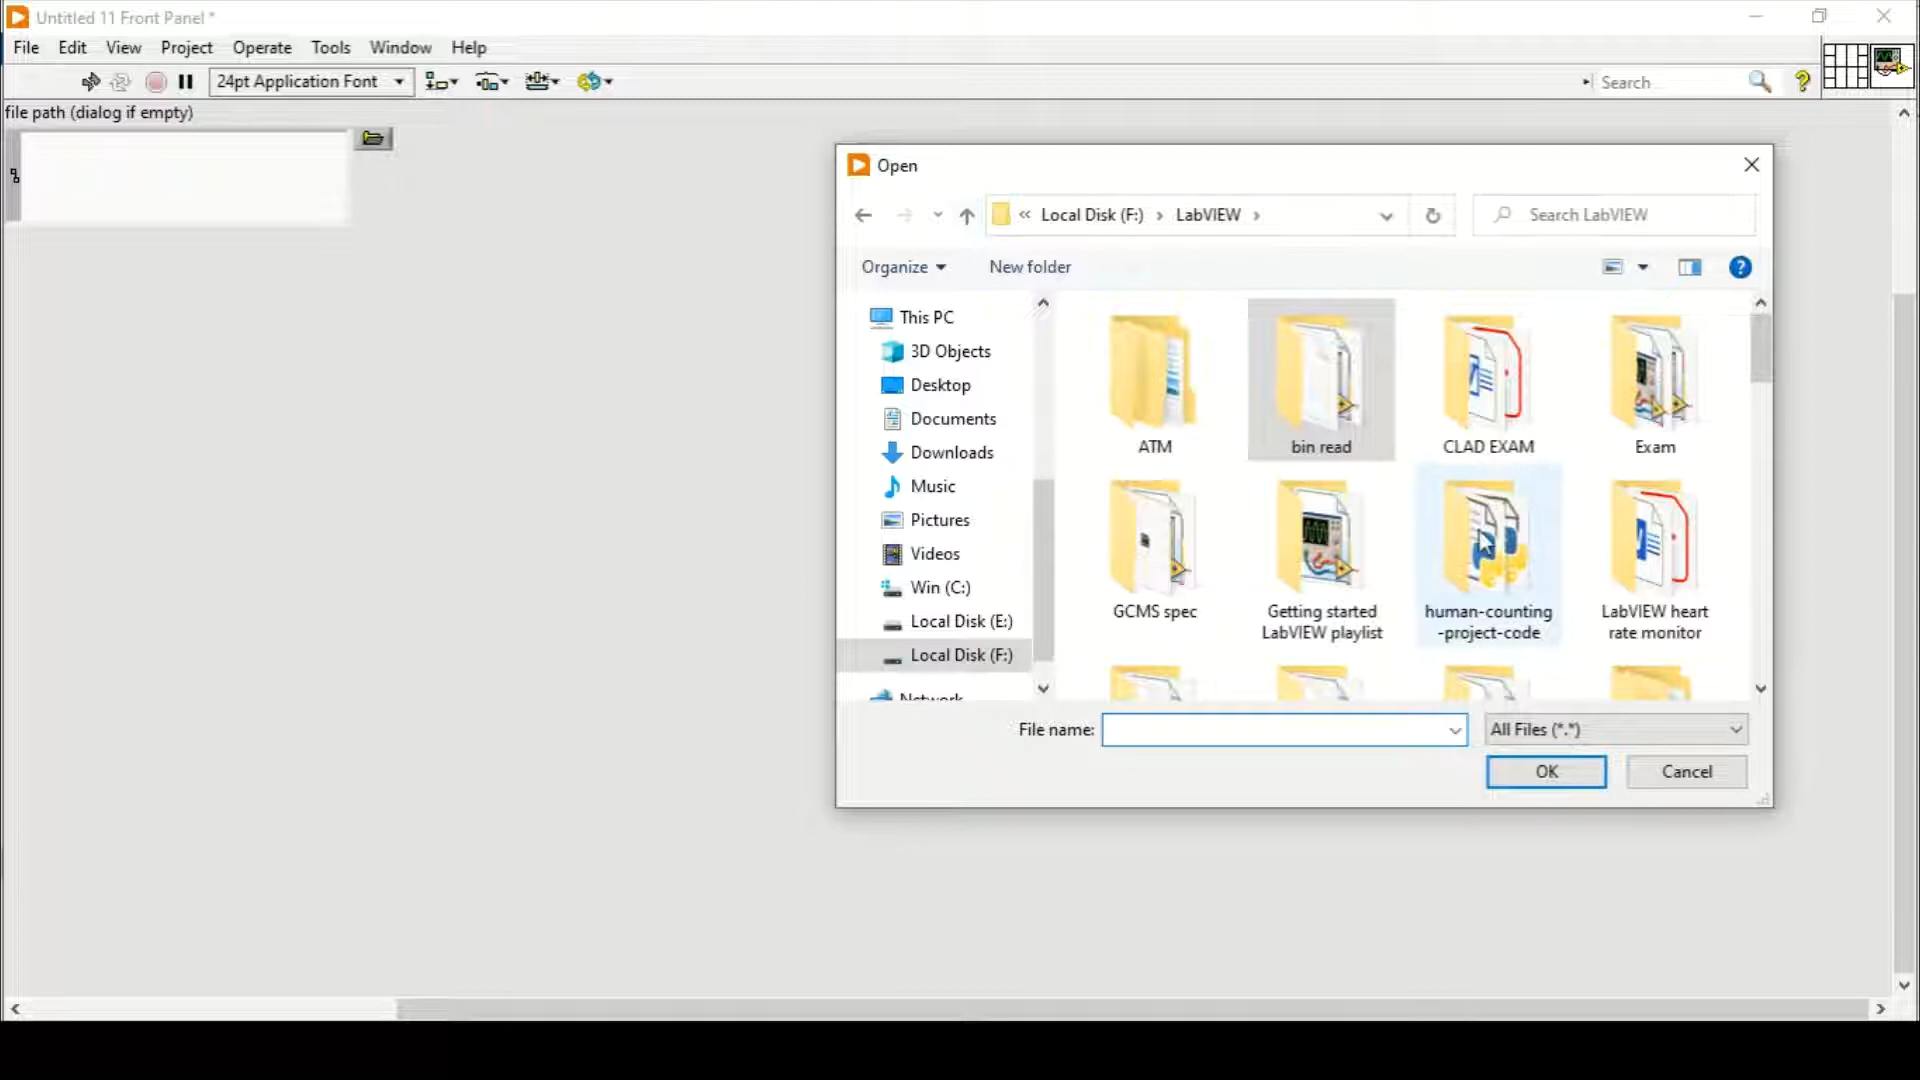 Untitled 11 Front Panel *
File Edit View Project Operate Tools Window Help
24pt Application Font
Search
file path (dialog if empty)
Open
« Local Disk (F:) › LabVIEW ›
Search LabVIEW
Organize
New folder
This PC
3D Objects
Desktop
Documents
Downloads
Music
Pictures
Videos
Win (C:)
Local Disk (E:)
Local Disk (F:)
Network
ATM
bin read
CLAD EXAM
Exam
GCMS spec
Getting started
LabVIEW playlist
human-counting
-project-code
LabVIEW heart
rate monitor
File name:
All Files (*.*)
OK
Cancel